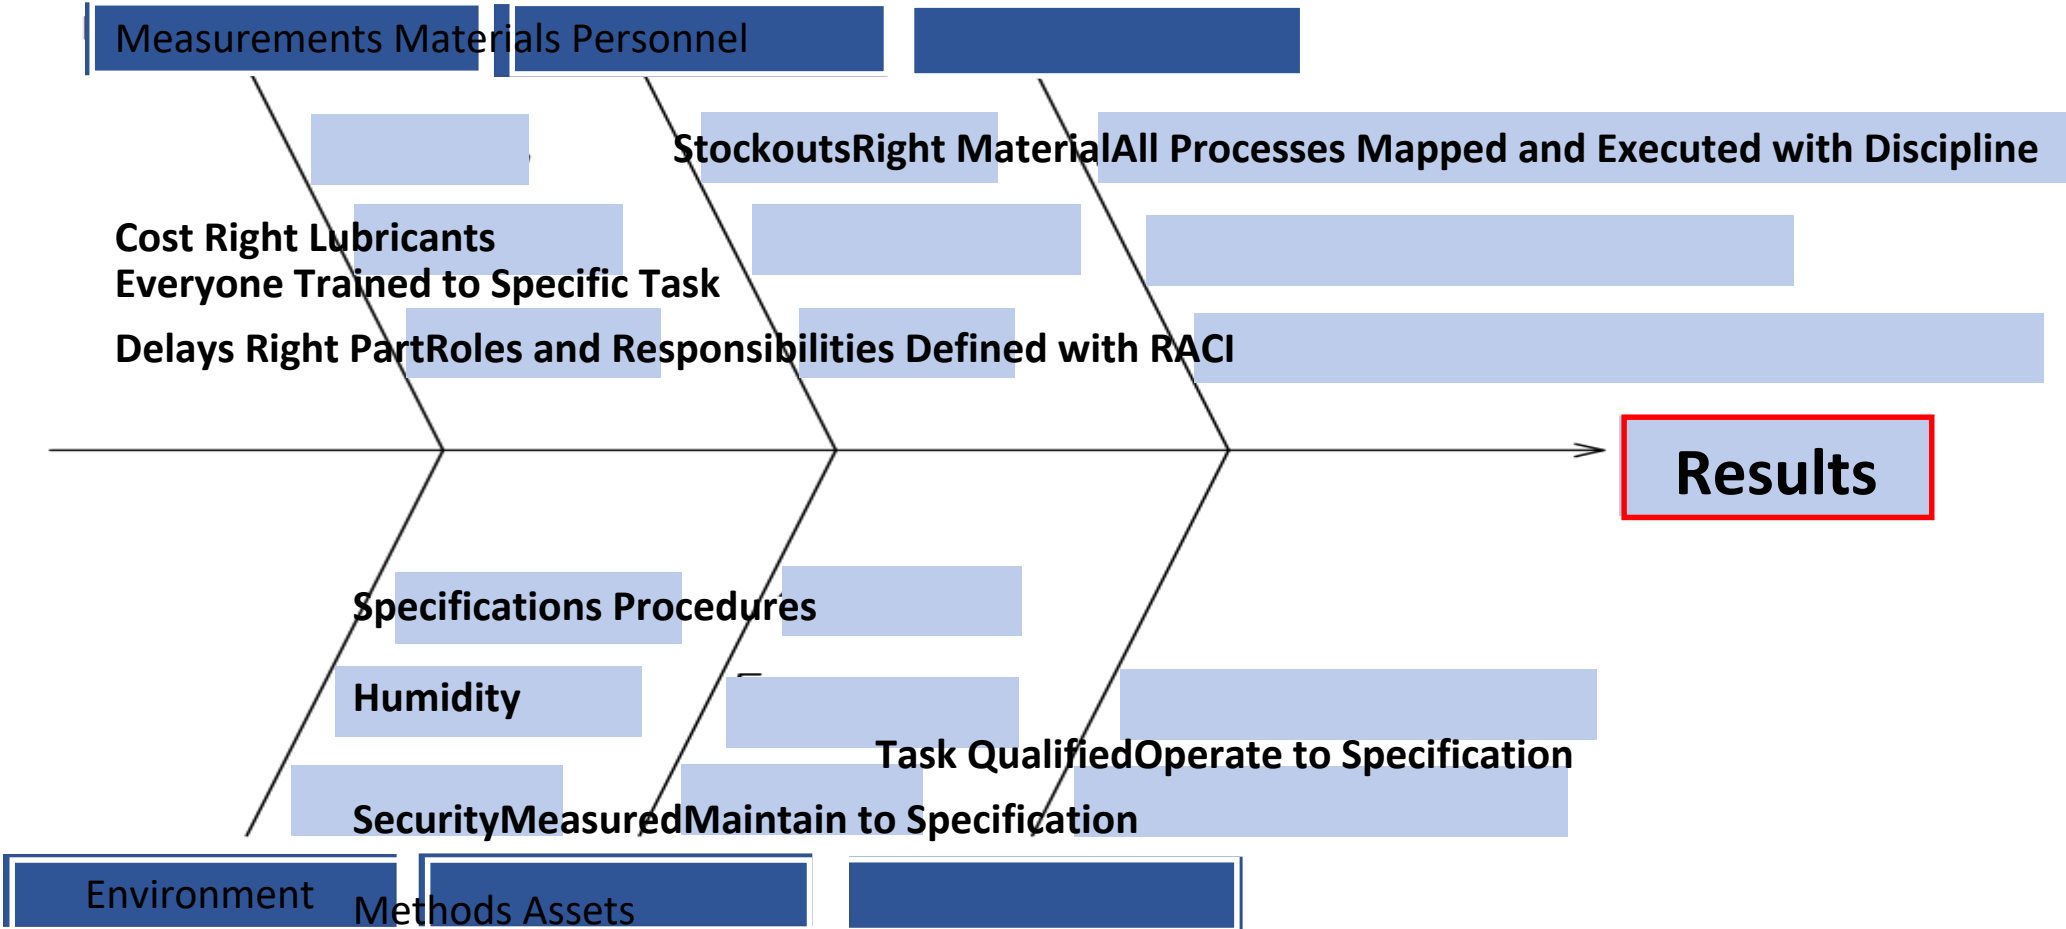 Measurements Materials Personnel
StockoutsRight MaterialAll Processes Mapped and Executed with Discipline
Cost Right Lubricants
Everyone Trained to Specific Task
Delays Right PartRoles and Responsibilities Defined with RACI
Results
Specifications Procedures
Humidity
Task QualifiedOperate to Specification
SecurityMeasuredMaintain to Specification
Environment
Methods Assets